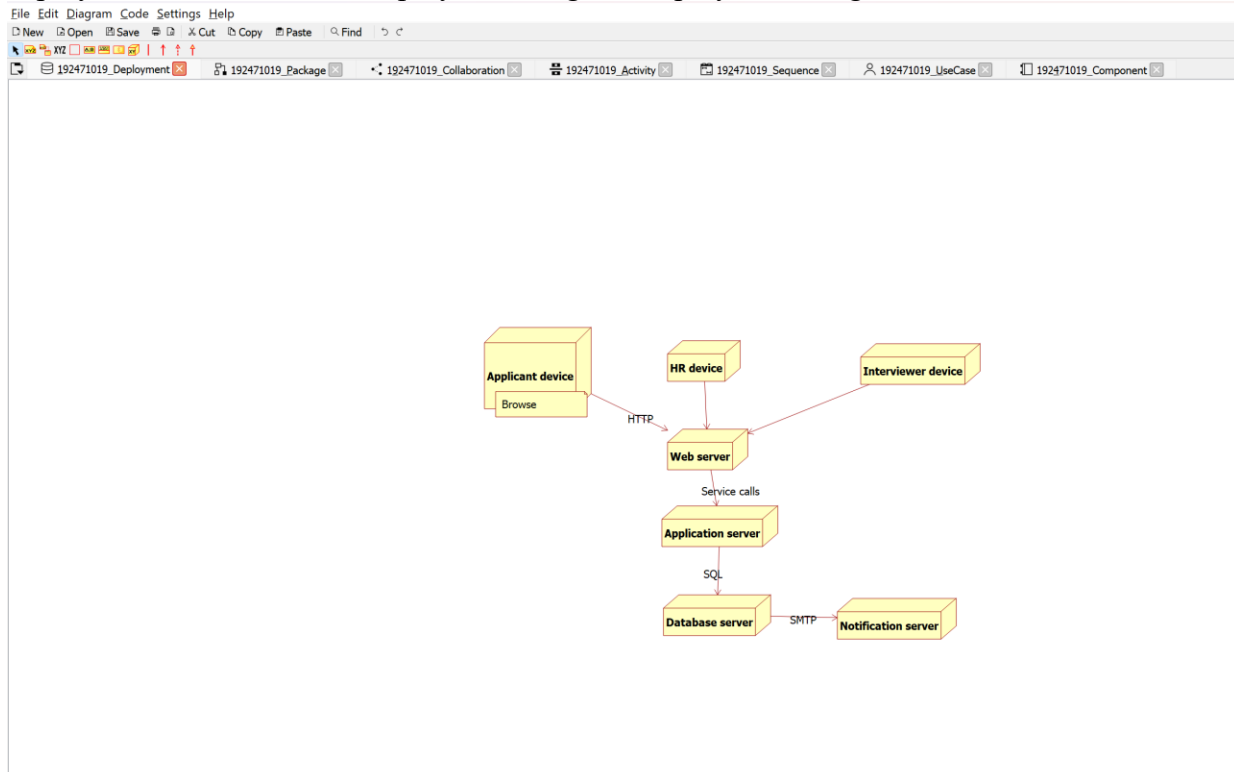 File Edit Diagram Code Settings Help
New Open Save Cut Copy Paste Find
XYZ
192471019_Deployment 192471019_Package 192471019_Collaboration 192471019_Activity 192471019_Sequence 192471019_UseCase 192471019_Component
Applicant device
Browse
HR device
Interviewer device
HTTP
Web server
Service calls
Application server
SQL
Database server
SMTP
Notification server